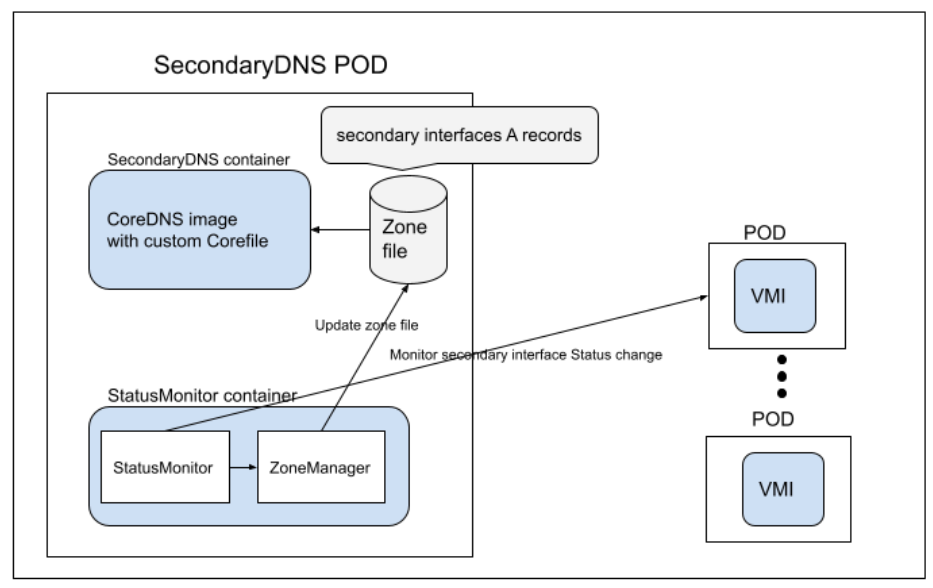 SecondaryDNS POD
secondary interfaces A records
SecondaryDNS container
CoreDNS image
with custom Corefile
Zone
file
Update zone file
Monitor secondary interface Status change
StatusMonitor container
StatusMonitor
ZoneManager
POD
VMI
POD
VMI